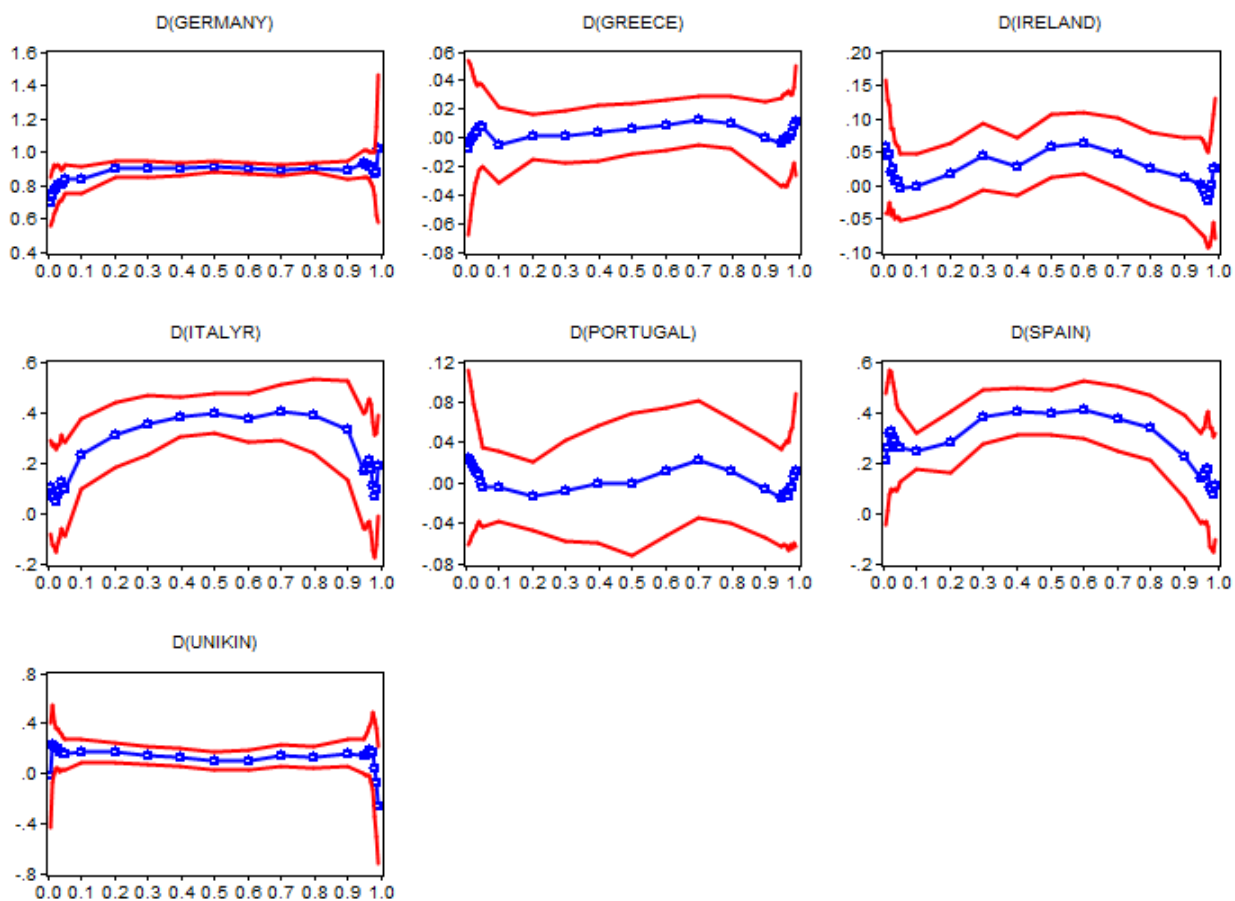 D(GERMANY) D(GREECE) D(IRELAND)
1.6 .06 .20
1.4 .04 .15
1.2 .02 .10
1.0 .00 .05
0.8 -.02 .00
0.6 -.04 -.05
0.4 -.06 -.10
-.08
0.0 0.1 0.2 0.3 0.4 0.5 0.6 0.7 0.8 0.9 1.0 0.0 0.1 0.2 0.3 0.4 0.5 0.6 0.7 0.8 0.9 1.0 0.0 0.1 0.2 0.3 0.4 0.5 0.6 0.7 0.8 0.9 1.0
D(ITALYR) D(PORTUGAL) D(SPAIN)
.6 .12 .6
.4 .08 .4
.2 .04 .2
.0 .00 .0
-.2 -.04 -.2
-.08
0.0 0.1 0.2 0.3 0.4 0.5 0.6 0.7 0.8 0.9 1.0 0.0 0.1 0.2 0.3 0.4 0.5 0.6 0.7 0.8 0.9 1.0 0.0 0.1 0.2 0.3 0.4 0.5 0.6 0.7 0.8 0.9 1.0
D(UNIKIN)
.8
.4
.0
-.4
-.8
0.0 0.1 0.2 0.3 0.4 0.5 0.6 0.7 0.8 0.9 1.0